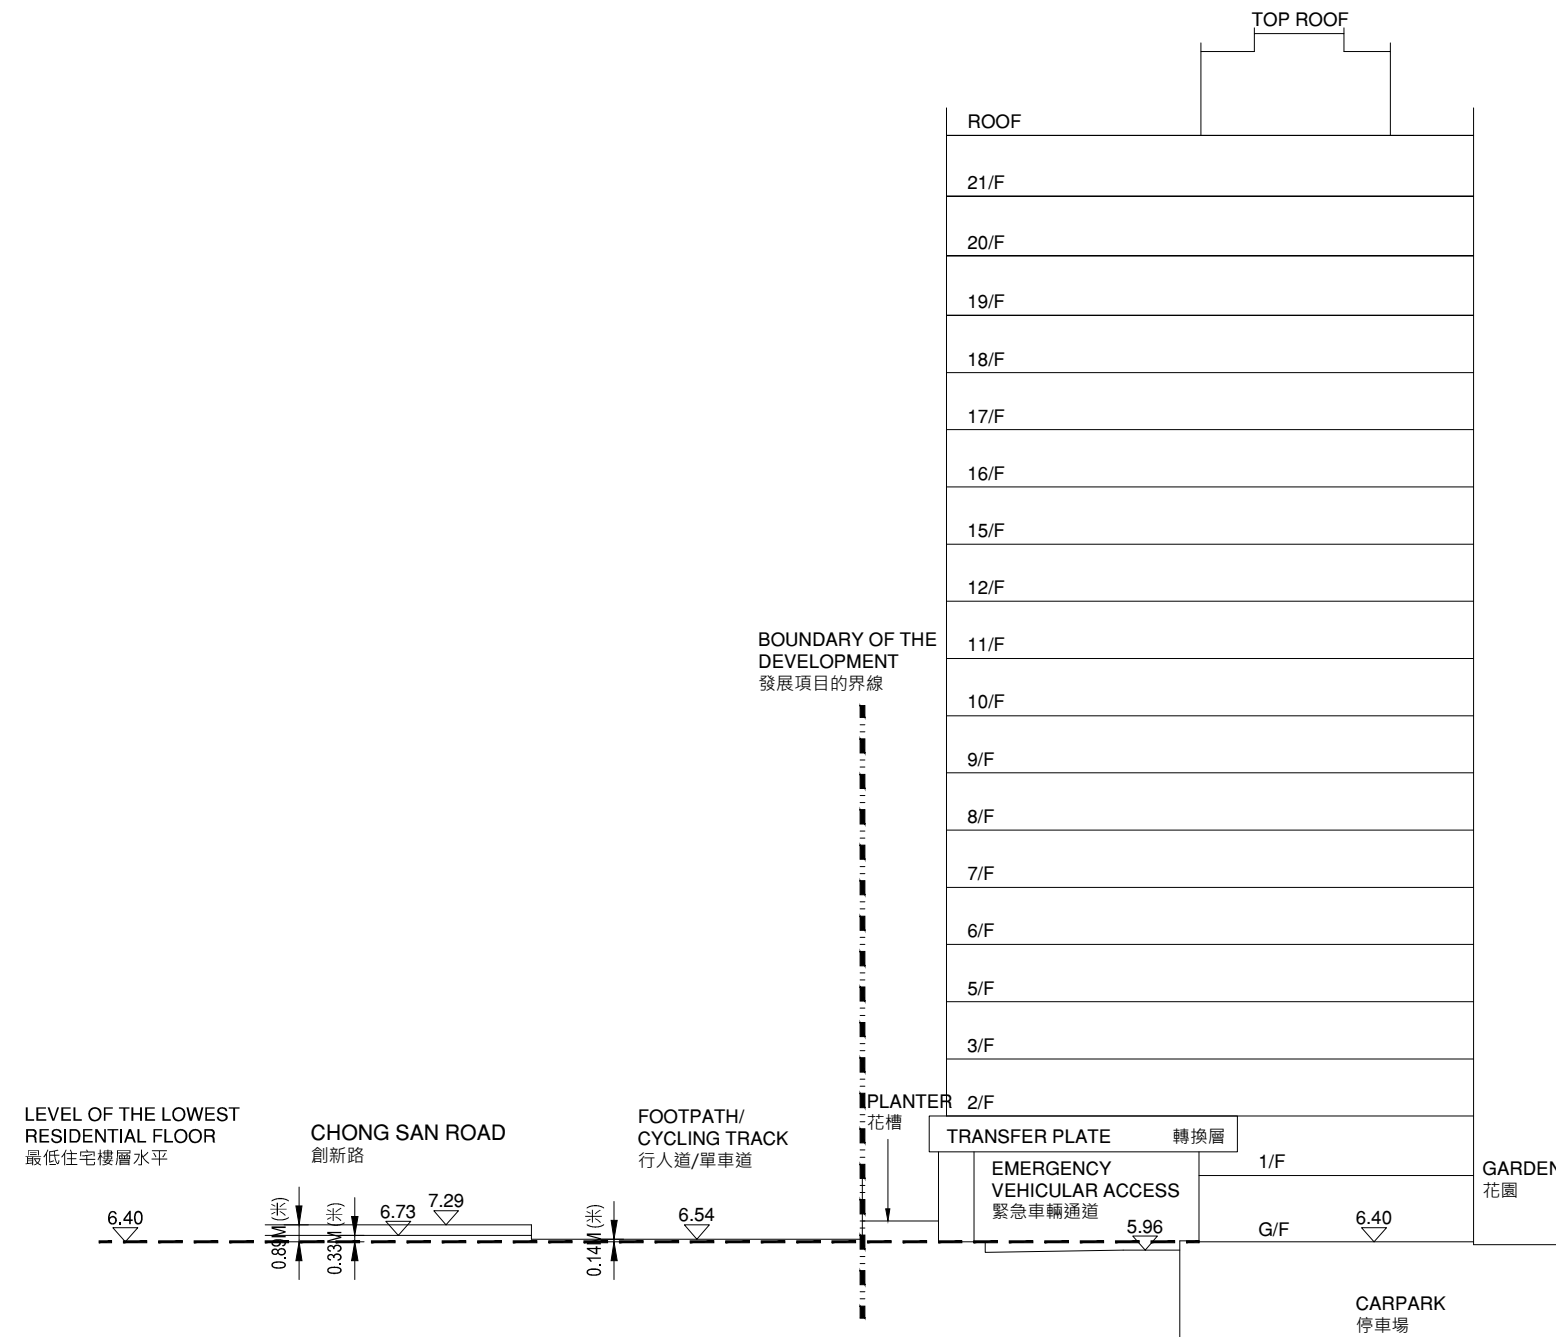 TOP ROOF
ROOF
21/F
20/F
19/F
18/F
17/F
16/F
15/F
12/F
11/F
10/F
9/F
8/F
7/F
6/F
5/F
3/F
2/F
BOUNDARY OF THE
DEVELOPMENT
發展項目的界線
PLANTER
花槽
TRANSFER PLATE 轉換層
EMERGENCY
VEHICULAR ACCESS
緊急車輛通道
5.96
1/F
G/F
6.40
GARDEN
花園
CARPARK
停車場
LEVEL OF THE LOWEST
RESIDENTIAL FLOOR
最低住宅樓層水平
6.40
CHONG SAN ROAD
創新路
0.89M (米)
0.33M (米)
6.73
7.29
FOOTPATH/
CYCLING TRACK
行人道/單車道
0.14M (米)
6.54